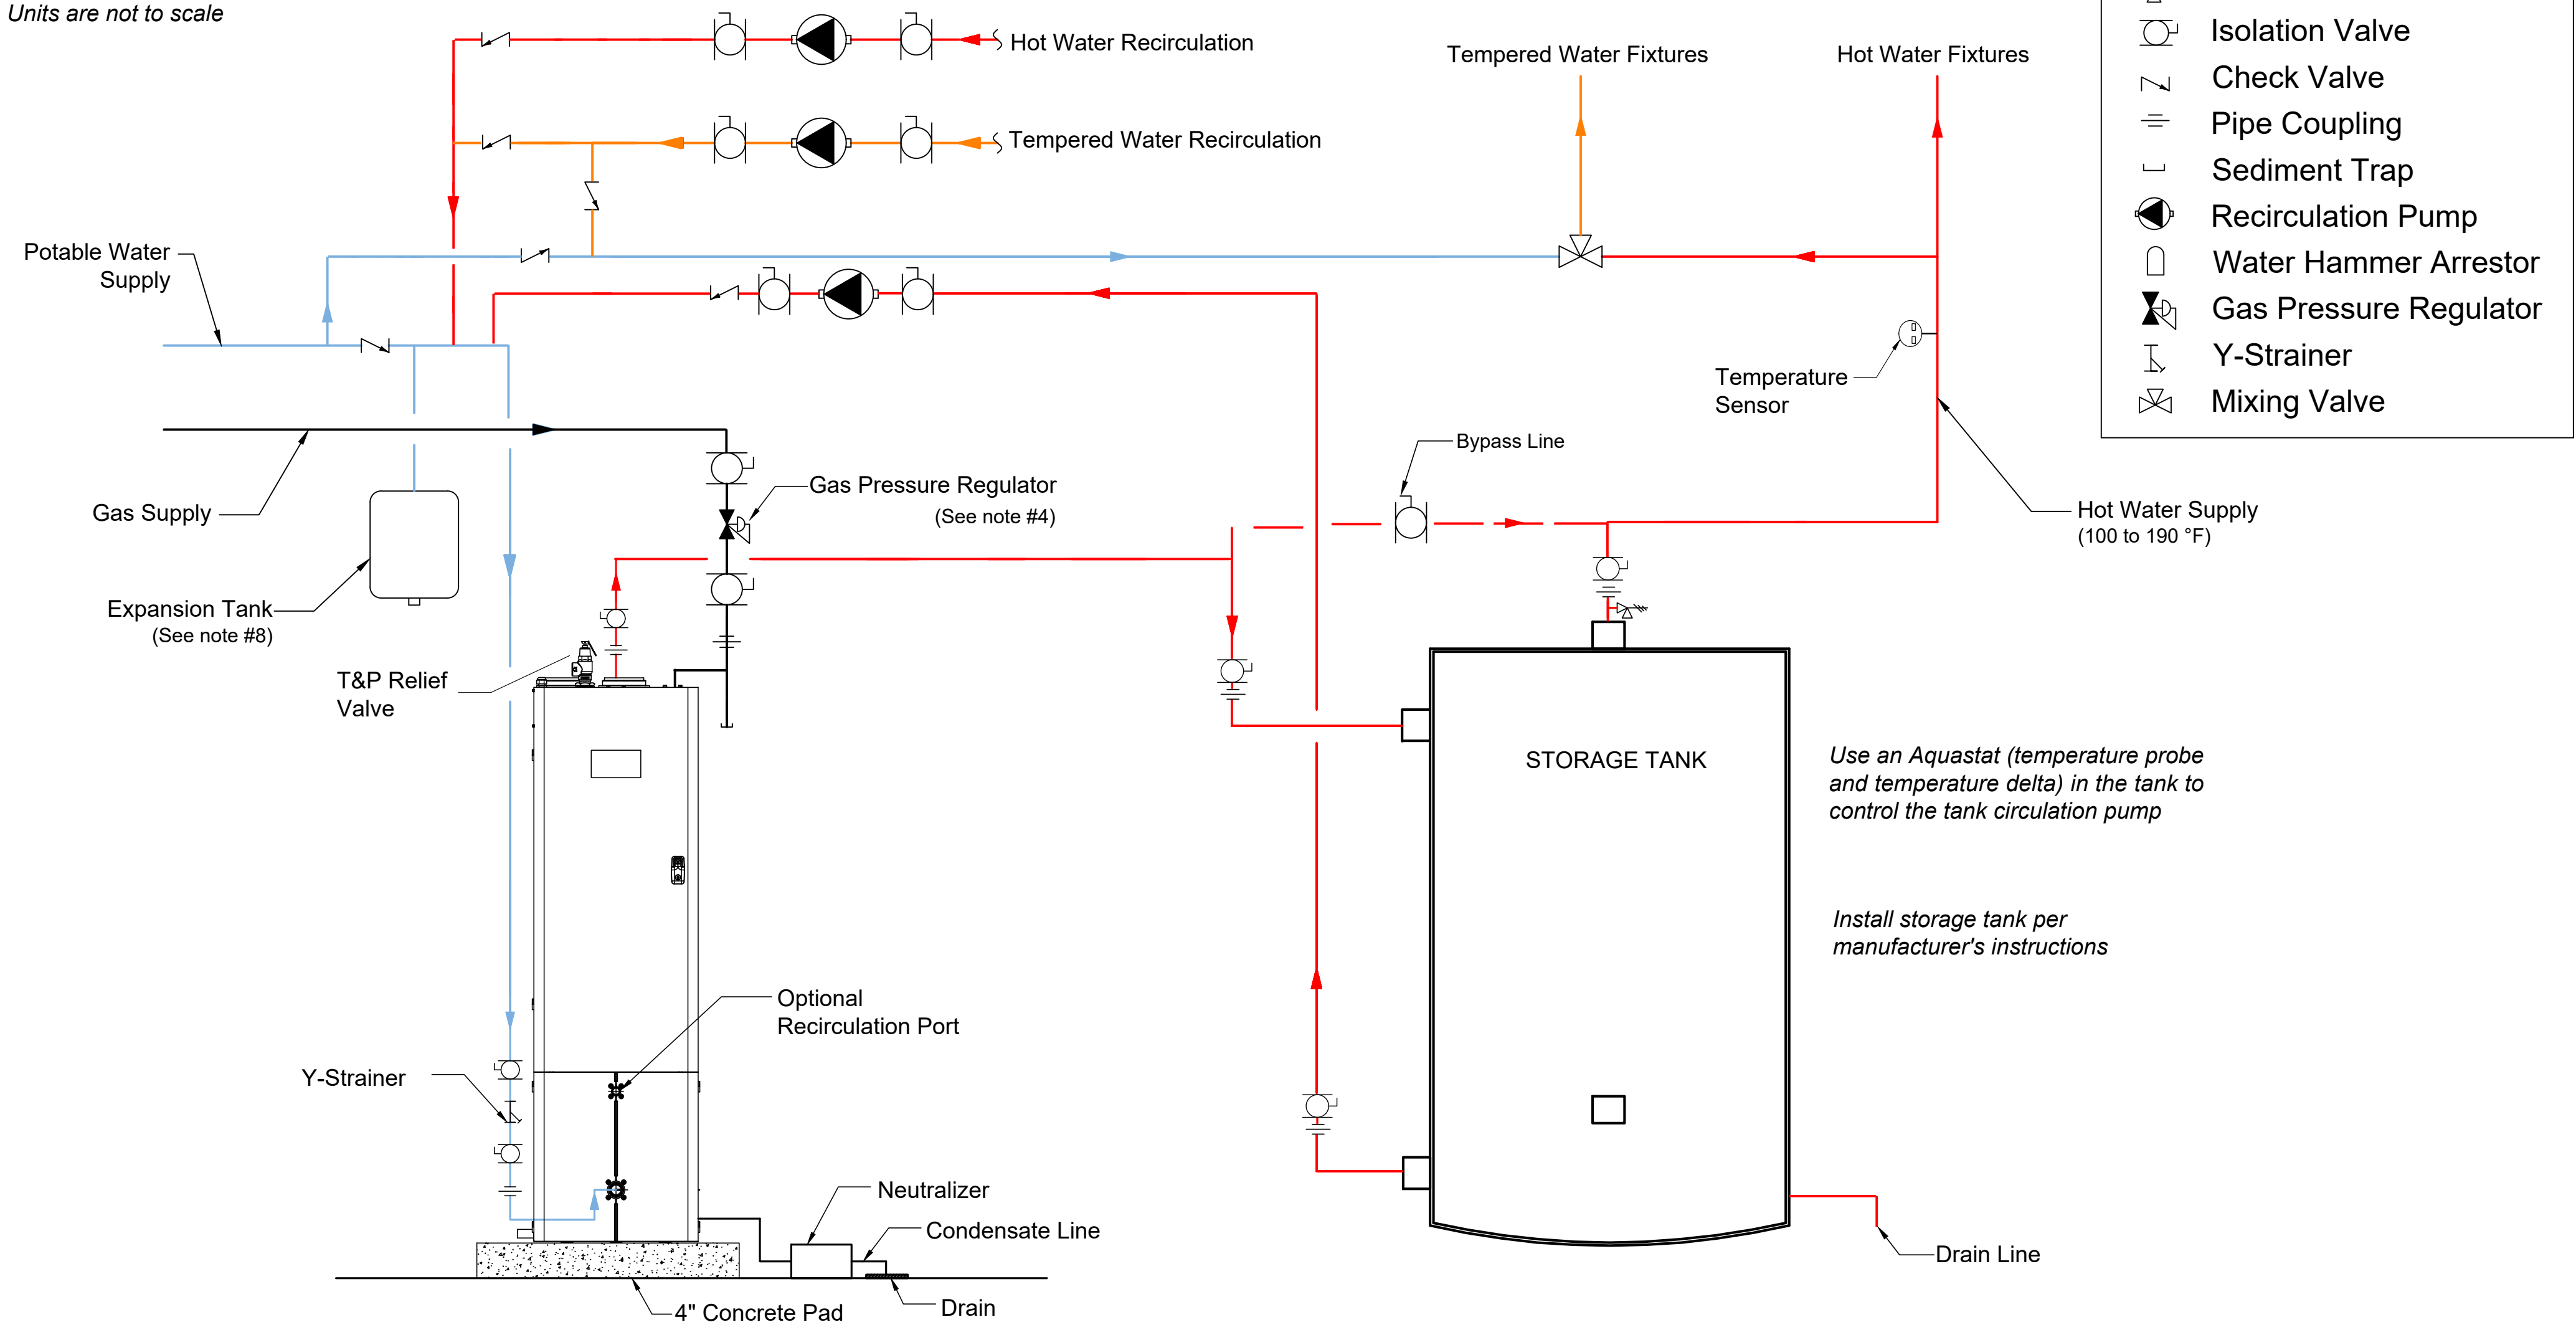 Units are not to scale
Hot Water Recirculation
Tempered Water Recirculation
Tempered Water Fixtures
Hot Water Fixtures
Isolation Valve
Check Valve
Pipe Coupling
Sediment Trap
Recirculation Pump
Water Hammer Arrestor
Gas Pressure Regulator
Y-Strainer
Mixing Valve
Potable Water
Supply
Temperature
Sensor
Bypass Line
Gas Supply
Gas Pressure Regulator
(See note #4)
Hot Water Supply
(100 to 190 °F)
Expansion Tank
(See note #8)
T&P Relief
Valve
STORAGE TANK
Use an Aquastat (temperature probe
and temperature delta) in the tank to
control the tank circulation pump
Install storage tank per
manufacturer's instructions
Optional
Recirculation Port
Y-Strainer
Neutralizer
Condensate Line
Drain Line
4" Concrete Pad
Drain